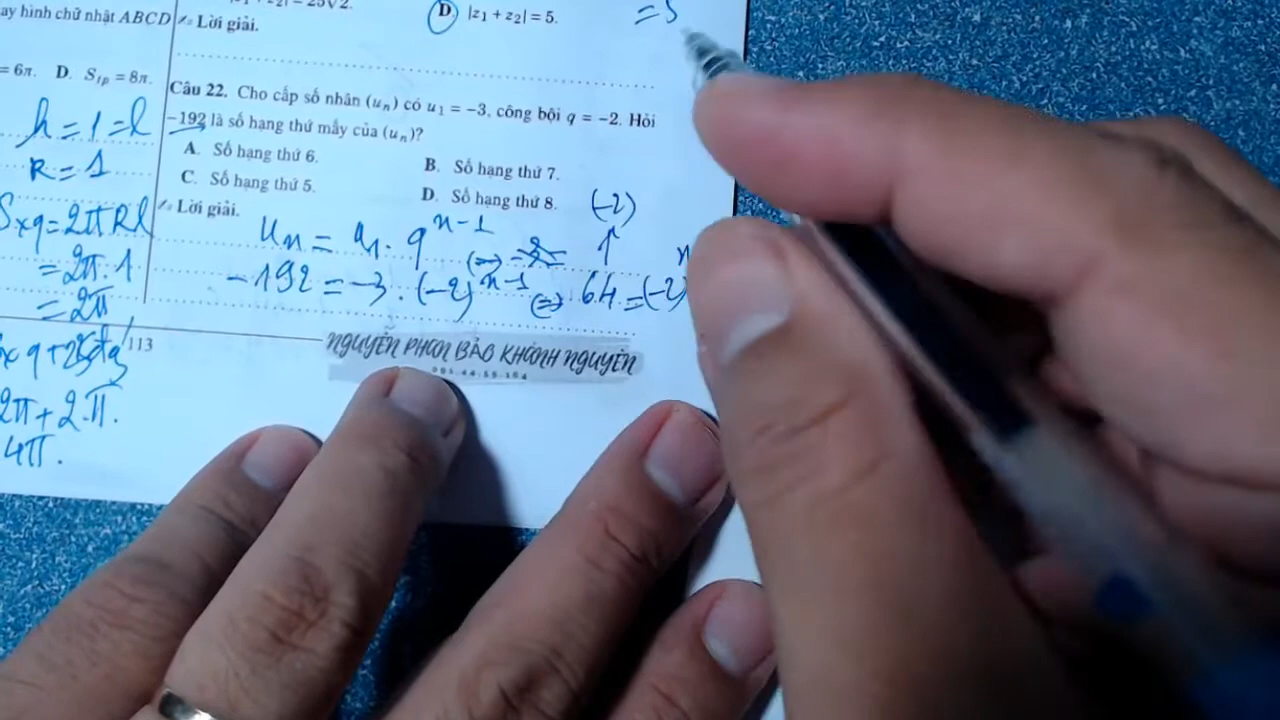 ay hình chữ nhật ABCD
= 6π. D. Stp = 8π.
h = 1 = l
R = 1
Sxq = 2πRl
= 2π.1
= 2π
xq + 2Sđáy
2π + 2.π.
4π.
D. |z1 + z2| = 5.
= 5
✍ Lời giải.
Câu 22. Cho cấp số nhân (un) có u1 = −3, công bội q = −2. Hỏi
−192 là số hạng thứ mấy của (un)?
A. Số hạng thứ 6.
B. Số hạng thứ 7.
C. Số hạng thứ 5.
D. Số hạng thứ 8.
✍ Lời giải.
(-2)
un = u1 . q^n-1
-192 = -3 . (-2)^n-1 ⇔ 64 = (-2)^n
/113
NGUYỄN PHAN BẢO KHÁNH NGUYÊN